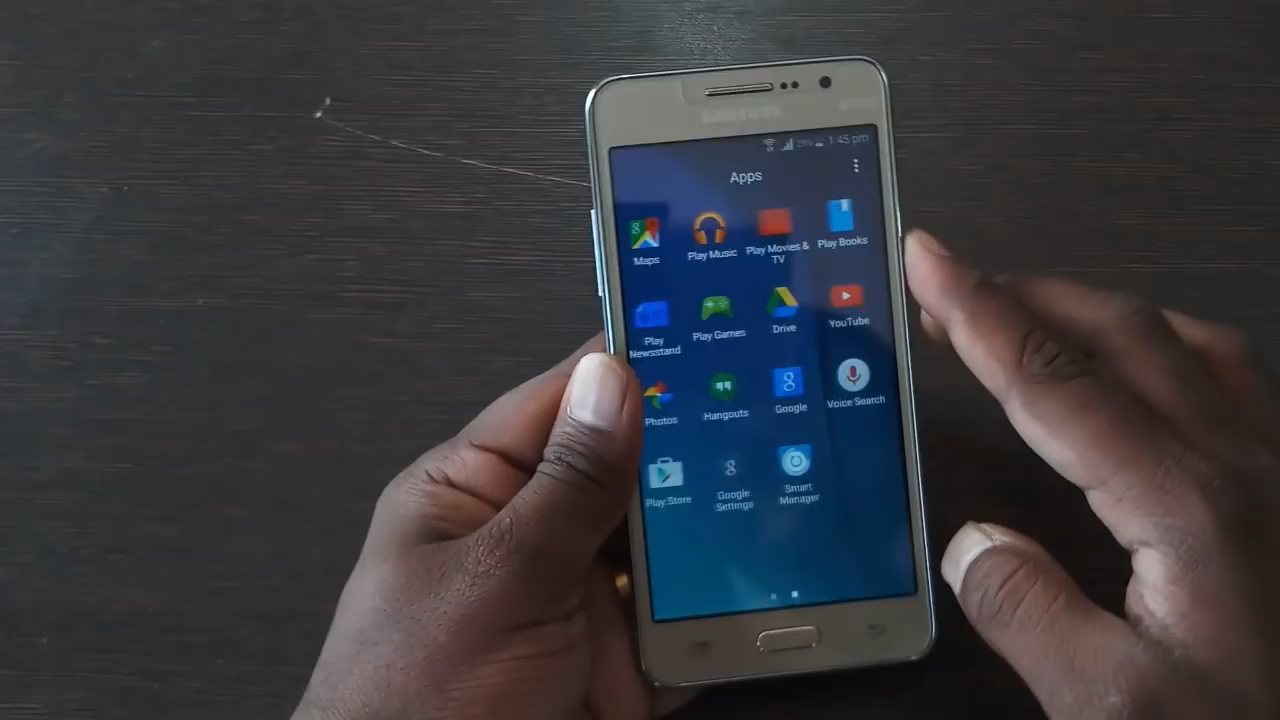 SAMSUNG
1:45 pm
Apps
Maps
Play Music
Play Movies &
TV
Play Books
Play
Newsstand
Play Games
Drive
YouTube
Photos
Hangouts
Google
Voice Search
Play Store
Google
Settings
Smart
Manager